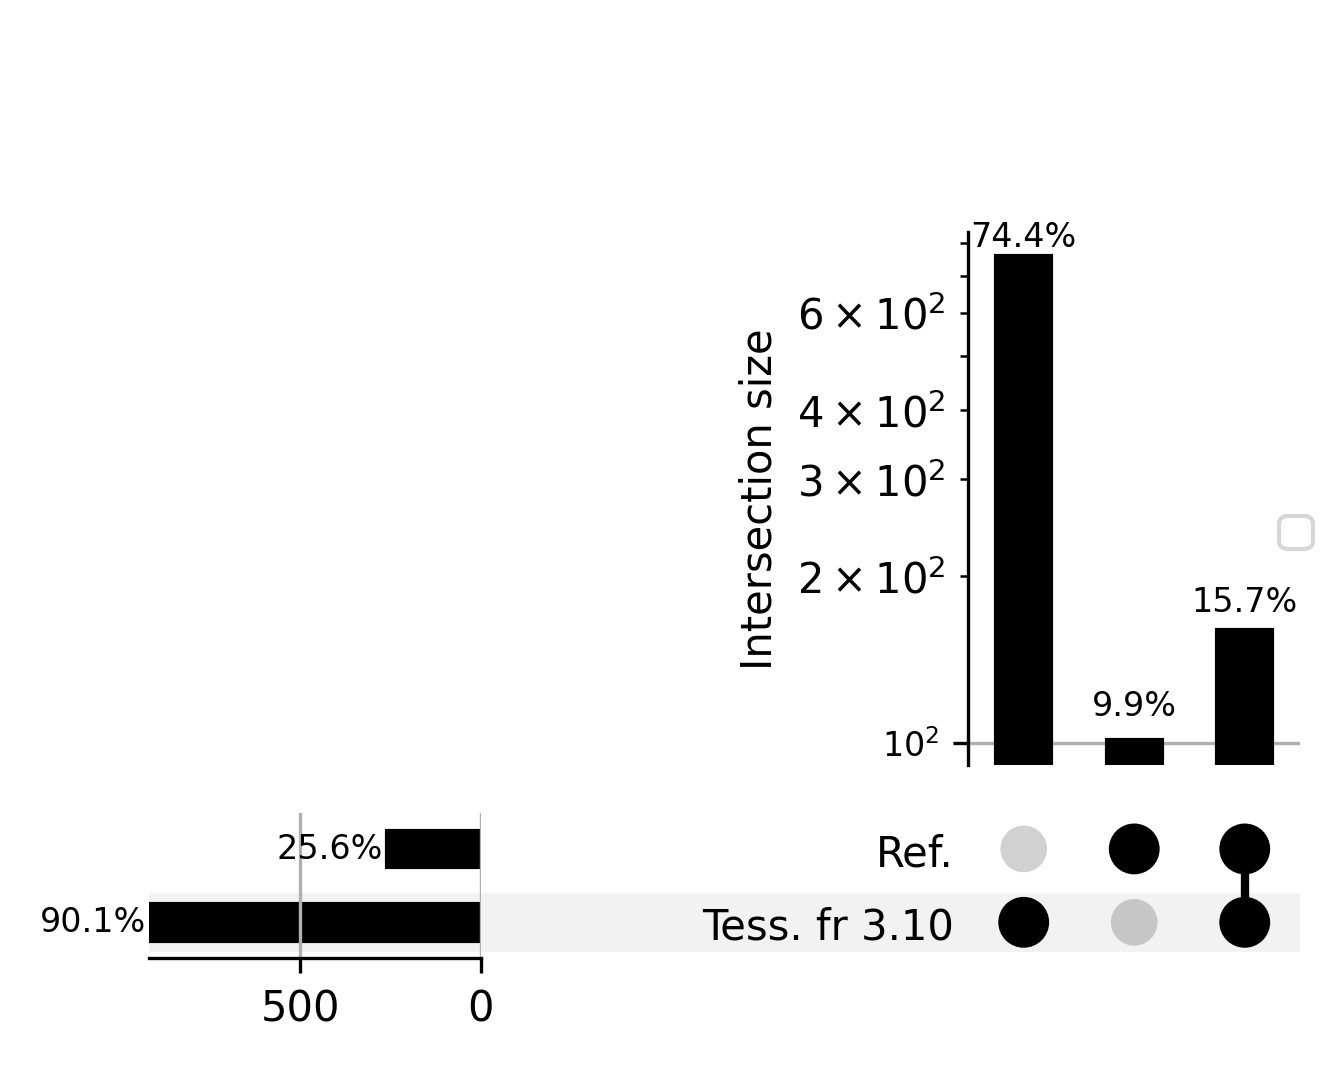 74.4%
6 × 10²
4 × 10²
3 × 10²
2 × 10²
10²
Intersection size
15.7%
9.9%
25.6%
Ref.
90.1%
Tess. fr 3.10
500
0